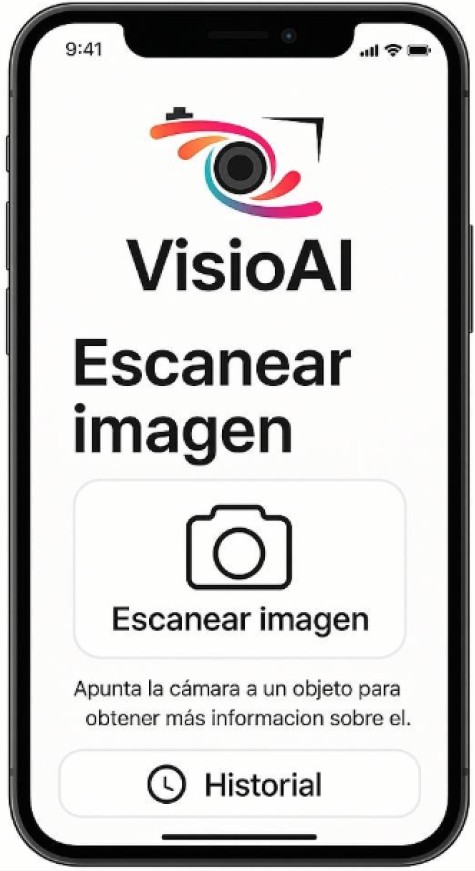 9:41
VisioAI
Escanear
imagen
Escanear imagen
Apunta la cámara a un objeto para
obtener más informacion sobre el.
Historial